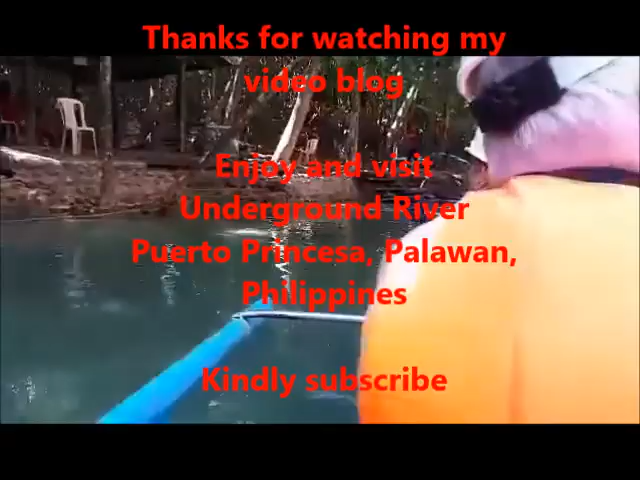 Thanks for watching my
video blog
Enjoy and visit
Underground River
Puerto Princesa, Palawan,
Philippines
Kindly subscribe